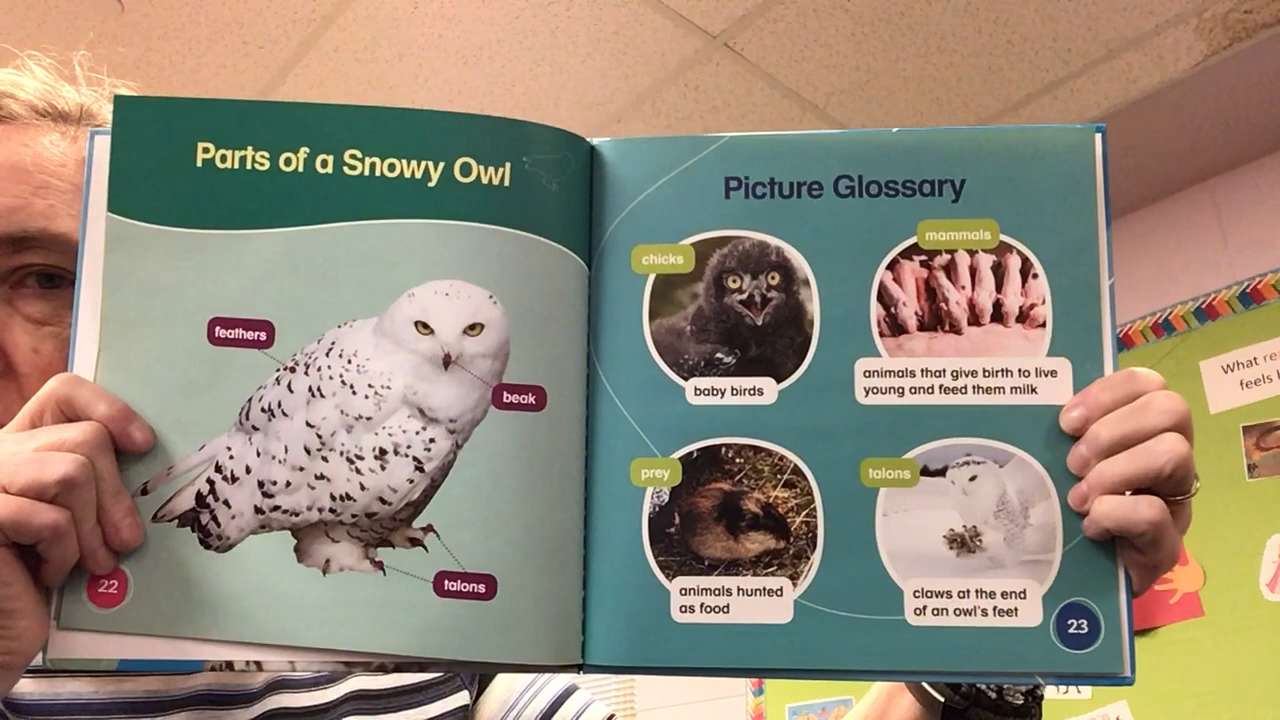 Parts of a Snowy Owl
feathers
beak
talons
22
Picture Glossary
chicks
baby birds
mammals
animals that give birth to live
young and feed them milk
prey
animals hunted
as food
talons
claws at the end
of an owl's feet
23
What
feels